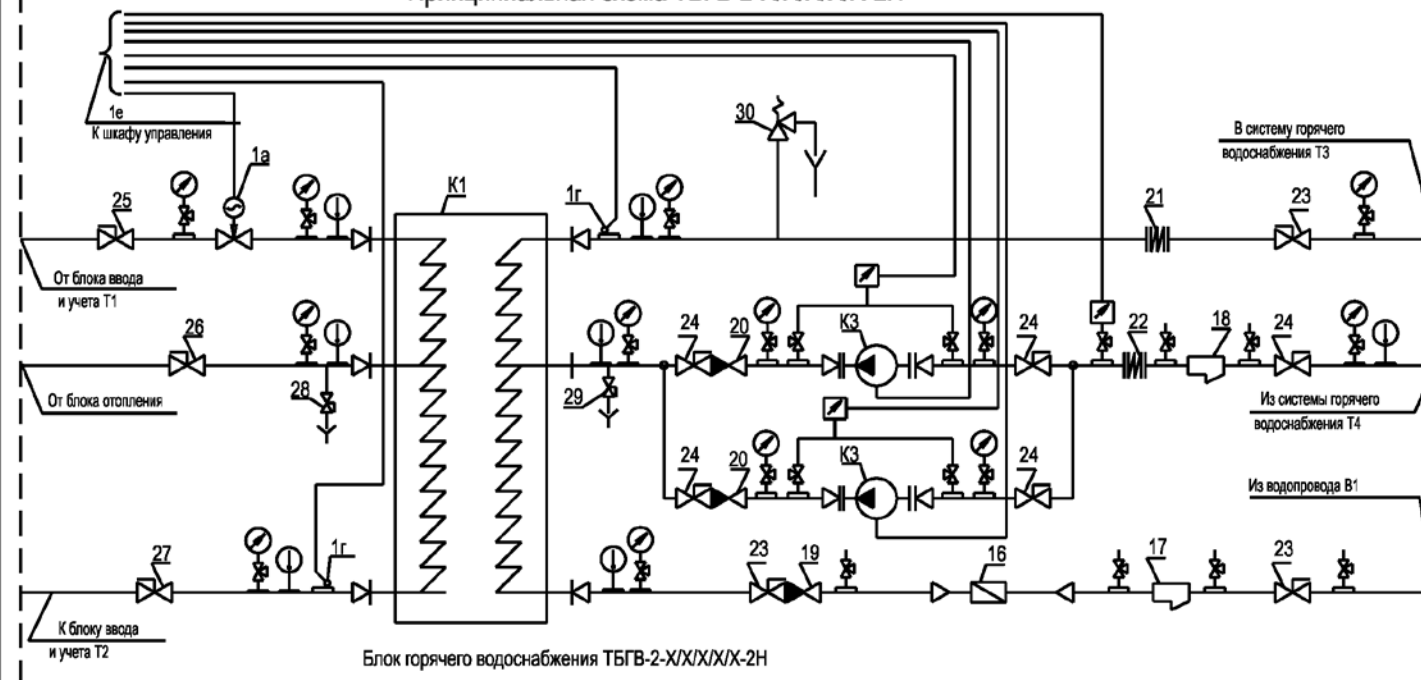 1е
К шкафу управления
30
В систему горячего
водоснабжения Т3
1а
К1
1г
25
21
23
От блока ввода
и учета Т1
26
24
20
К3
24
22
18
24
28
29
От блока отопления
Из системы горячего
водоснабжения Т4
24
20
К3
24
Из водопровода В1
27
1г
23
19
16
17
23
К блоку ввода
и учета Т2
Блок горячего водоснабжения ТБГВ-2-Х/Х/Х/Х/Х-2Н